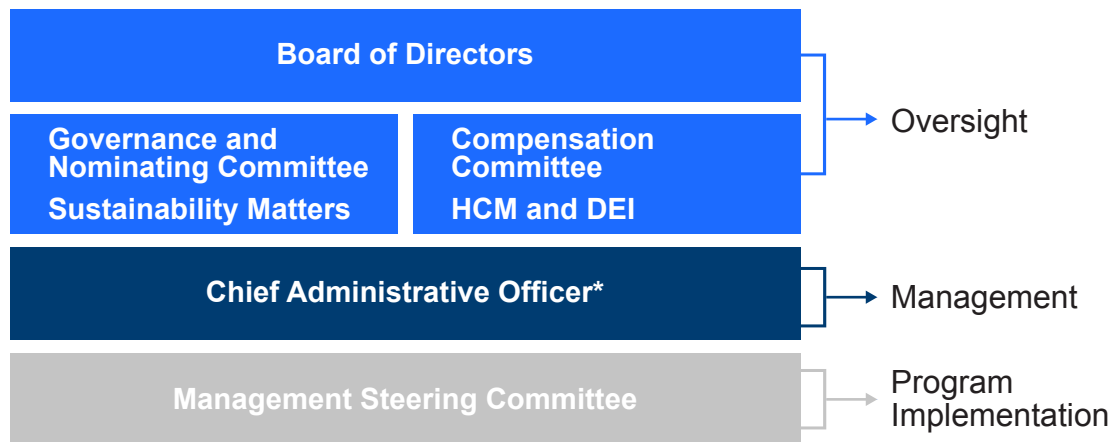 Board of Directors
Oversight
Governance and
Nominating Committee
Sustainability Matters
Compensation
Committee
HCM and DEI
Chief Administrative Officer*
Management
Management Steering Committee
Program
Implementation